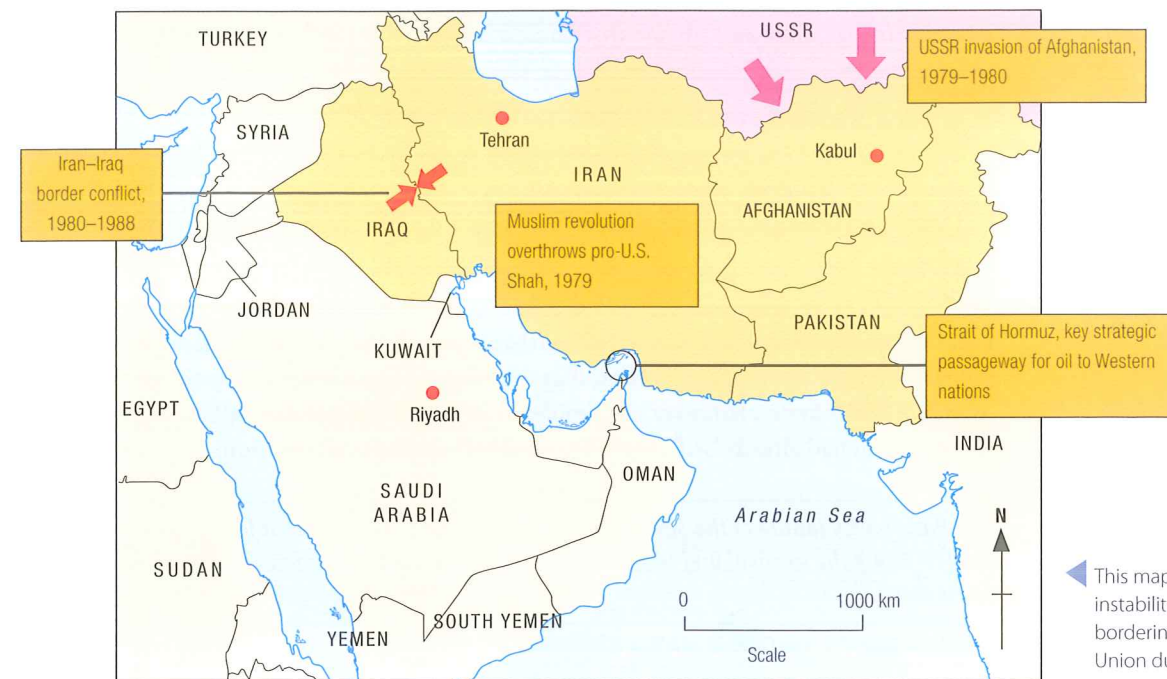 TURKEY
USSR
USSR invasion of Afghanistan,
1979–1980
SYRIA
Tehran
Kabul
Iran–Iraq
border conflict,
1980–1988
IRAN
AFGHANISTAN
IRAQ
Muslim revolution
overthrows pro-U.S.
Shah, 1979
JORDAN
PAKISTAN
KUWAIT
Strait of Hormuz, key strategic
passageway for oil to Western
nations
EGYPT
Riyadh
INDIA
OMAN
SAUDI
ARABIA
Arabian Sea
N
SUDAN
0 1000 km
Scale
SOUTH YEMEN
YEMEN
This map
instabilit
borderin
Union du